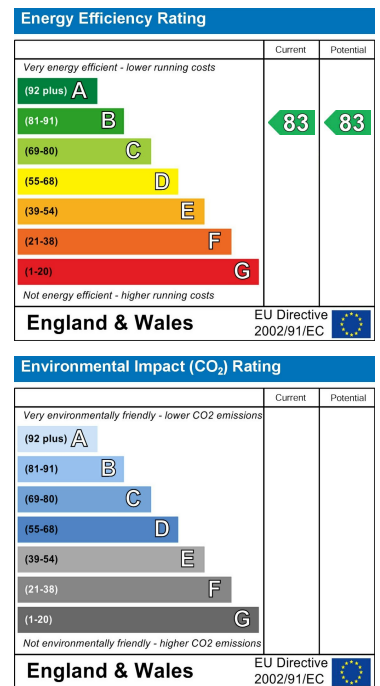 Energy Efficiency Rating
Current Potential
Very energy efficient - lower running costs
(92 plus) A
(81-91) B 83 83
(69-80) C
(55-68) D
(39-54) E
(21-38) F
(1-20) G
Not energy efficient - higher running costs
England & Wales
EU Directive
2002/91/EC
Environmental Impact (CO₂) Rating
Current Potential
Very environmentally friendly - lower CO2 emissions
(92 plus) A
(81-91) B
(69-80) C
(55-68) D
(39-54) E
(21-38) F
(1-20) G
Not environmentally friendly - higher CO2 emissions
England & Wales
EU Directive
2002/91/EC